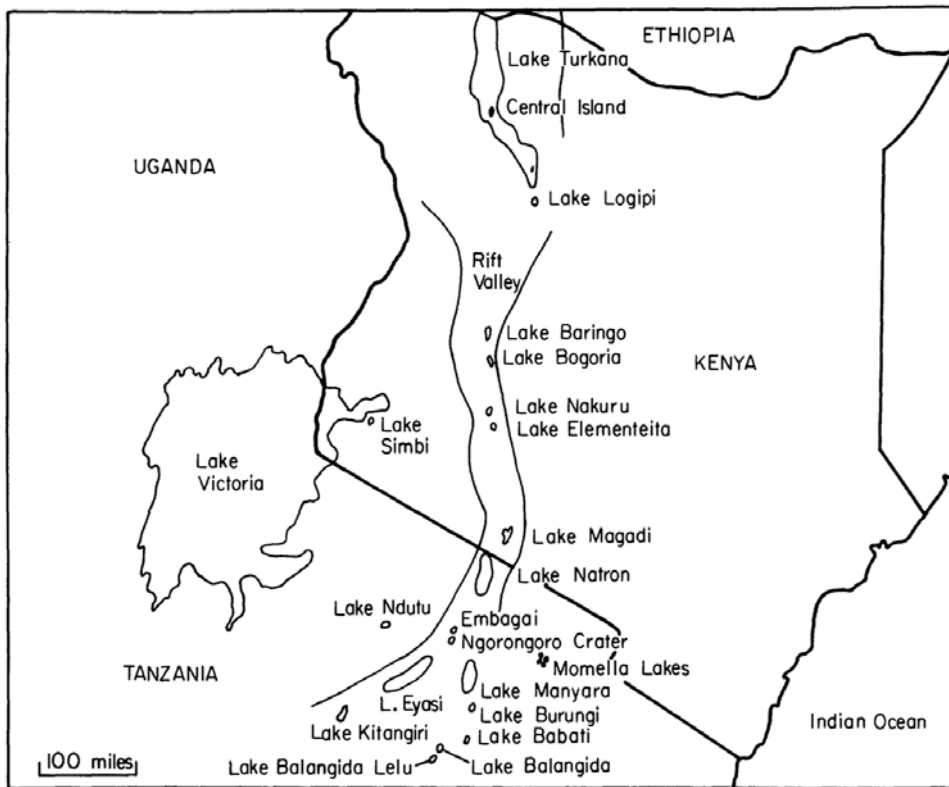 ETHIOPIA
Lake Turkana
Central Island
UGANDA
Lake Logipi
Rift
Valley
Lake Baringo
Lake Bogoria
KENYA
Lake Nakuru
Lake Elementeita
Lake
Simbi
Lake
Victoria
Lake Magadi
Lake Natron
Lake Ndutu
Embagai
Ngorongoro Crater
TANZANIA
Momella Lakes
Lake Manyara
L. Eyasi
Lake Burungi
Indian Ocean
Lake Kitangiri
Lake Babati
100 miles
Lake Balangida Lelu
Lake Balangida